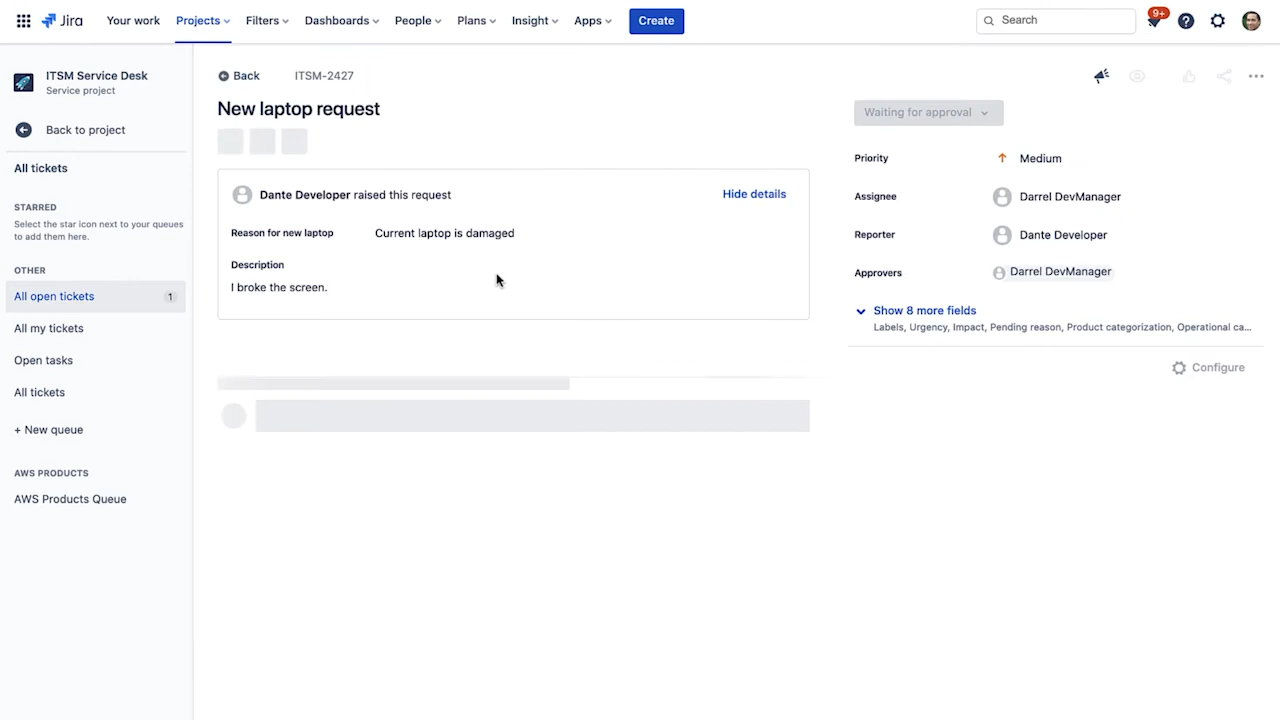 Jira Your work Projects Filters Dashboards People Plans Insight Apps Create Search 9+
ITSM Service Desk
Service project
Back to project
All tickets
STARRED
Select the star icon next to your queues
to add them here.
OTHER
All open tickets 1
All my tickets
Open tasks
All tickets
+ New queue
AWS PRODUCTS
AWS Products Queue
Back ITSM-2427
New laptop request
Dante Developer raised this request Hide details
Reason for new laptop Current laptop is damaged
Description
I broke the screen.
Waiting for approval
Priority Medium
Assignee Darrel DevManager
Reporter Dante Developer
Approvers Darrel DevManager
Show 8 more fields
Labels, Urgency, Impact, Pending reason, Product categorization, Operational ca...
Configure